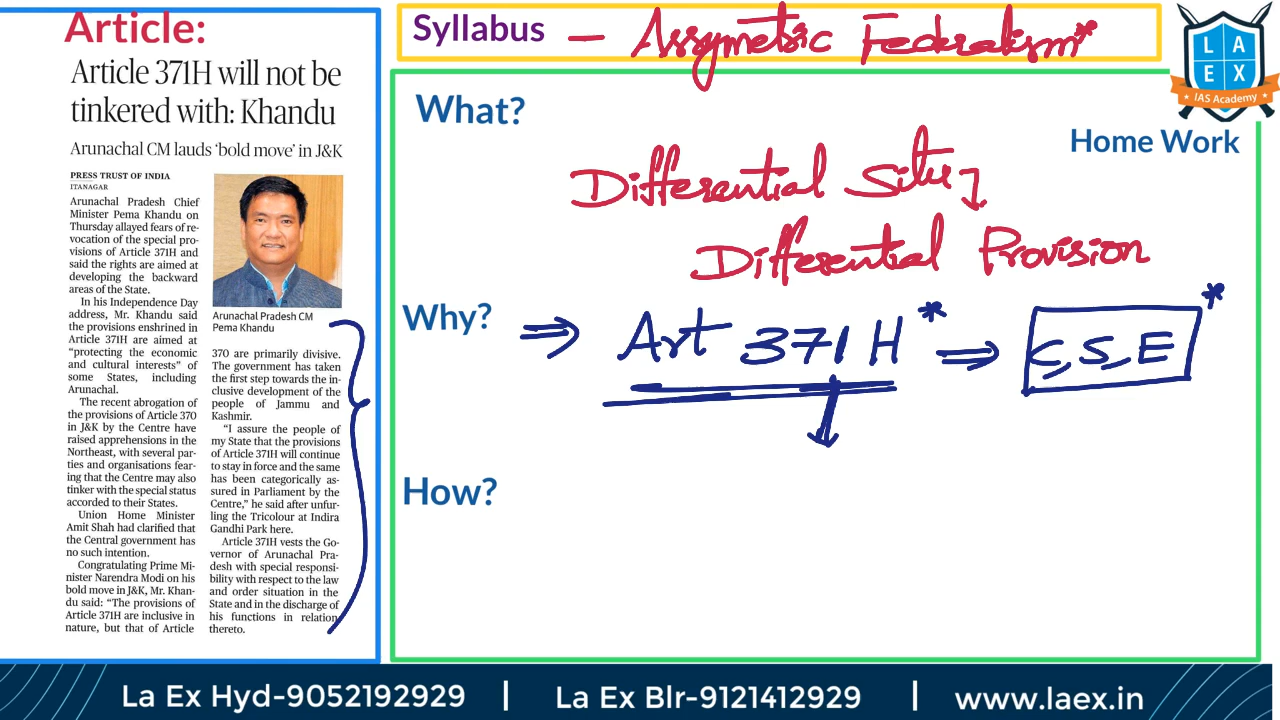 Article:
Article 371H will not be
tinkered with: Khandu
Arunachal CM lauds ‘bold move’ in J&K
PRESS TRUST OF INDIA
ITANAGAR
Arunachal Pradesh Chief
Minister Pema Khandu on
Thursday allayed fears of re-
vocation of the special pro-
visions of Article 371H and
said the rights are aimed at
developing the backward
areas of the State.
In his Independence Day
address, Mr. Khandu said
the provisions enshrined in
Article 371H are aimed at
“protecting the economic
and cultural interests” of
some States, including
Arunachal.
The recent abrogation of
the provisions of Article 370
in J&K by the Centre have
raised apprehensions in the
Northeast, with several par-
ties and organisations fear-
ing that the Centre may also
tinker with the special status
accorded to their States.
Union Home Minister
Amit Shah had clarified that
the Central government has
no such intention.
Congratulating Prime Mi-
nister Narendra Modi on his
bold move in J&K, Mr. Khan-
du said: “The provisions of
Article 371H are inclusive in
nature, but that of Article
Arunachal Pradesh CM
Pema Khandu
370 are primarily divisive.
The government has taken
the first step towards the in-
clusive development of the
people of Jammu and
Kashmir.
“I assure the people of
my State that the provisions
of Article 371H will continue
to stay in force and the same
has been categorically as-
sured in Parliament by the
Centre,” he said after unfur-
ling the Tricolour at Indira
Gandhi Park here.
Article 371H vests the Go-
vernor of Arunachal Pra-
desh with special responsi-
bility with respect to the law
and order situation in the
State and in the discharge of
his functions in relation
thereto.
Syllabus – Assymetric Federalism*
LAEX
IAS Academy
What?
Home Work
Differential
Differential Provision
Why? ⇒ Art 371H* ⇒ C, S, E*
How?
La Ex Hyd-9052192929 | La Ex Blr-9121412929 | www.laex.in